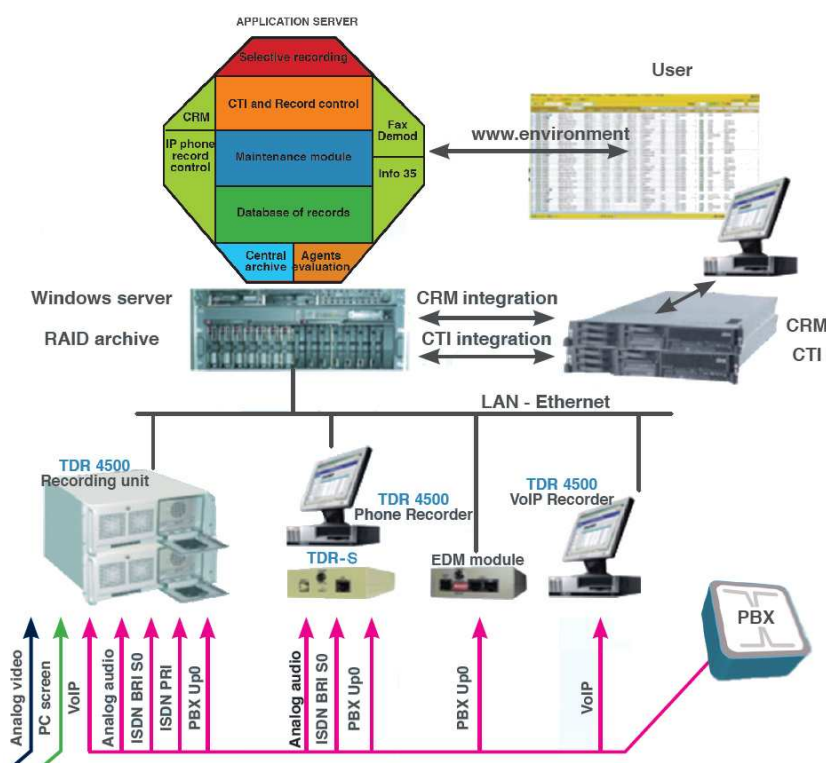 APPLICATION SERVER
Selective recording
CRM
CTI and Record control
Fax
Demod
IP phone
record
control
Maintenance module
Info 35
Database of records
Central
archive
Agents
evaluation
User
www.environment
Windows server
RAID archive
CRM integration
CTI integration
CRM
CTI
LAN - Ethernet
TDR 4500
Recording unit
TDR 4500
Phone Recorder
TDR-S
EDM module
TDR 4500
VoIP Recorder
PBX
Analog video
PC screen
VoIP
Analog audio
ISDN BRI S0
ISDN PRI
PBX Up0
Analog audio
ISDN BRI S0
PBX Up0
PBX Up0
VoIP